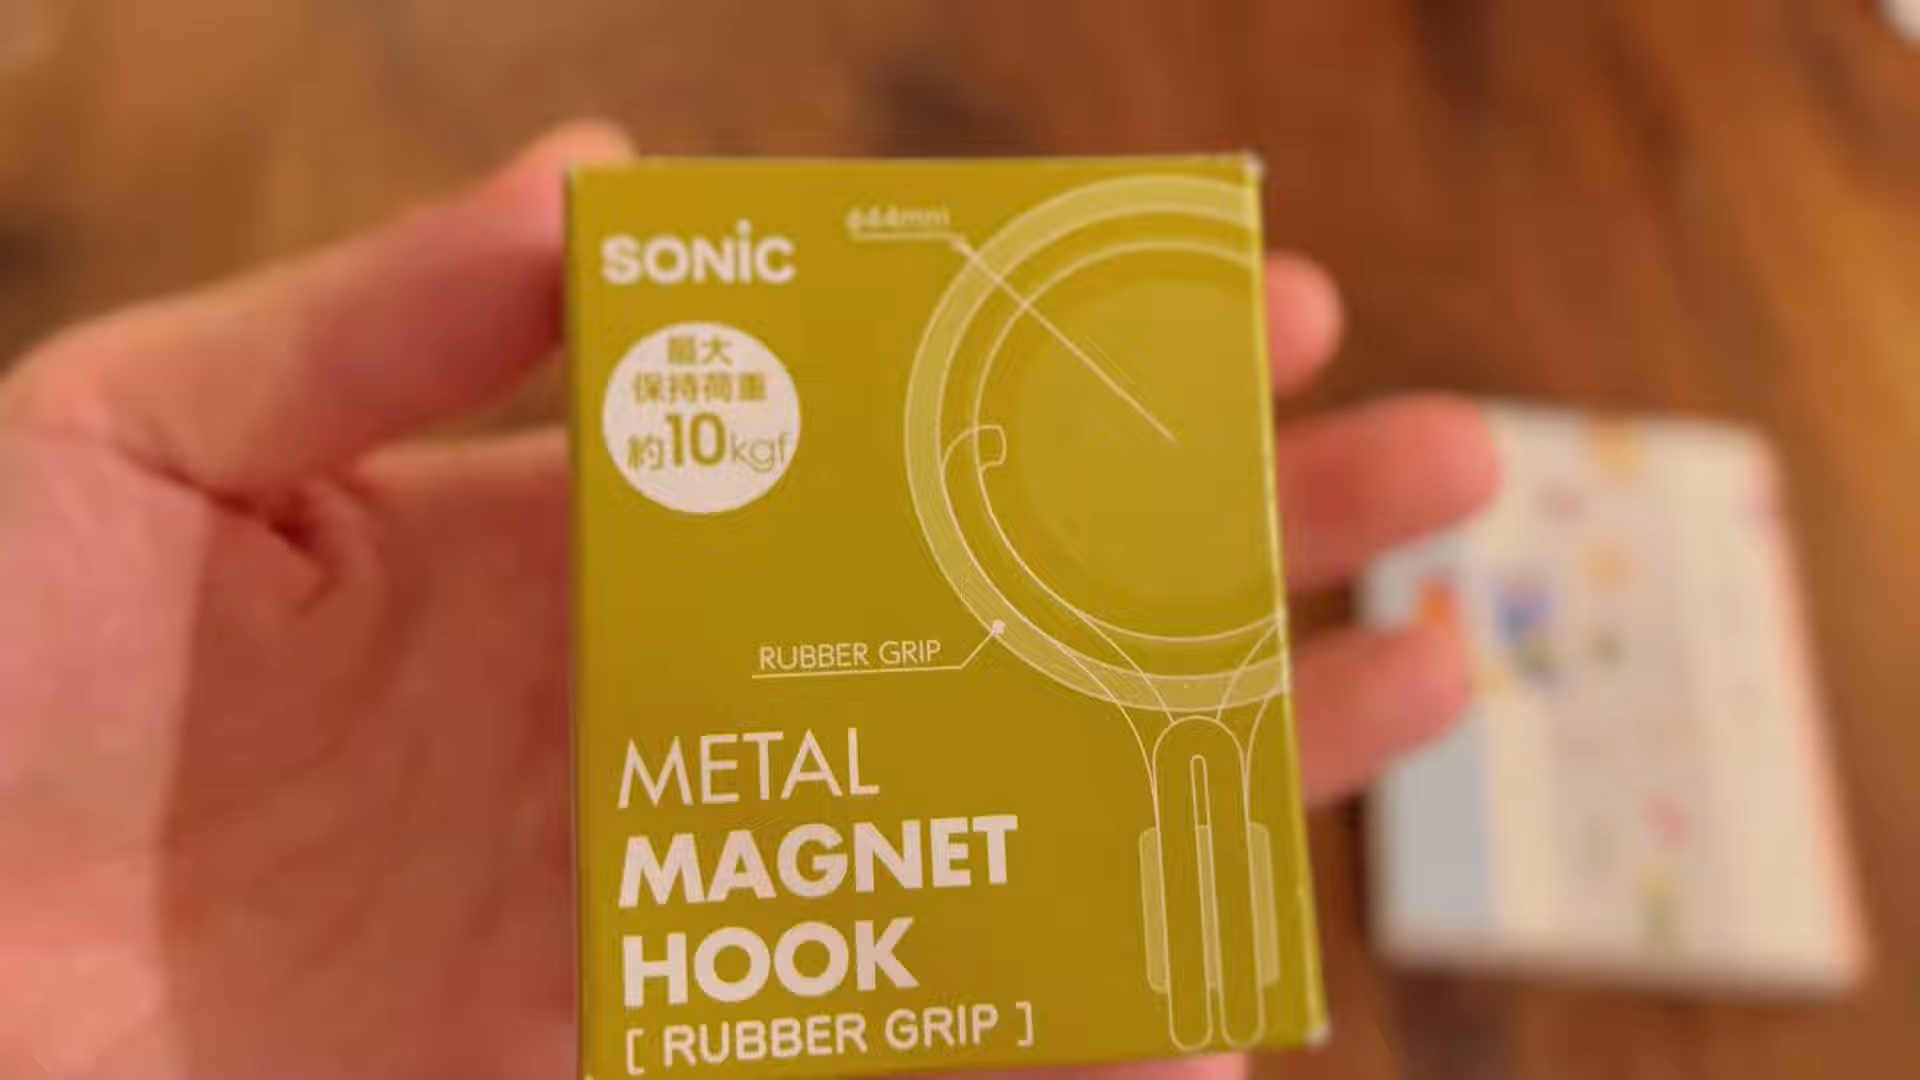 SONiC
φ44mm
最大
保持荷重
約10kgf
RUBBER GRIP
METAL
MAGNET
HOOK
[ RUBBER GRIP ]